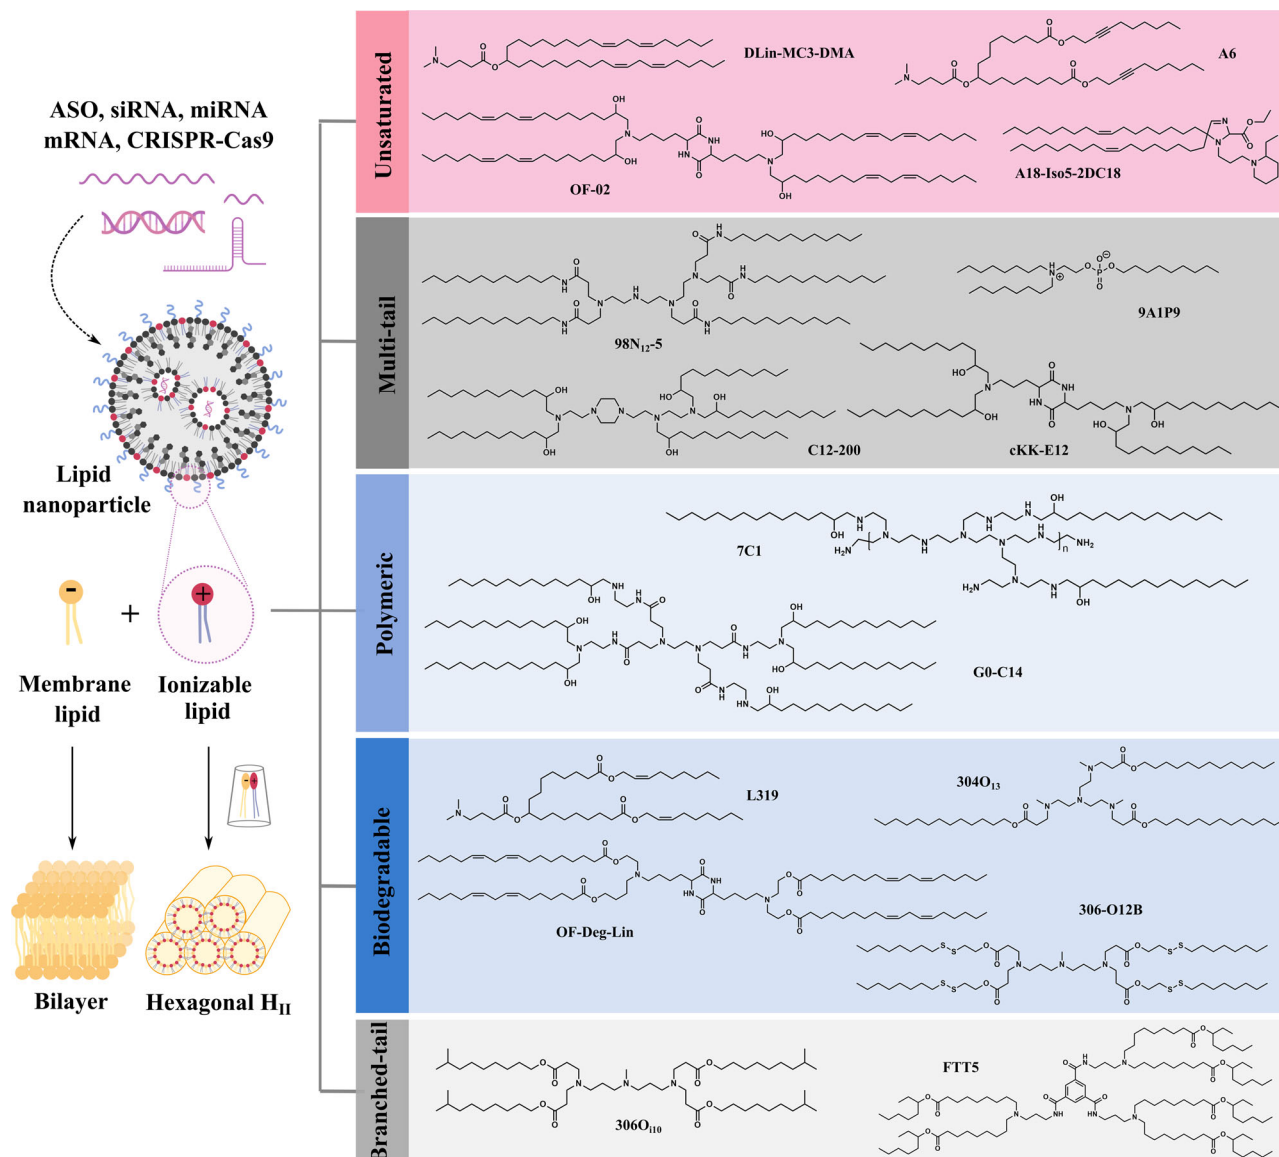 ASO, siRNA, miRNA
mRNA, CRISPR-Cas9
Lipid
nanoparticle
-
+
+
Membrane
lipid
Ionizable
lipid
-
+
Bilayer
Hexagonal H_II
Unsaturated
DLin-MC3-DMA
A6
OF-02
A18-Iso5-2DC18
Multi-tail
98N₁₂-5
9A1P9
C12-200
cKK-E12
Polymeric
7C1
G0-C14
Biodegradable
L319
304O₁₃
OF-Deg-Lin
306-O12B
Branched-tail
306O_i10
FTT5